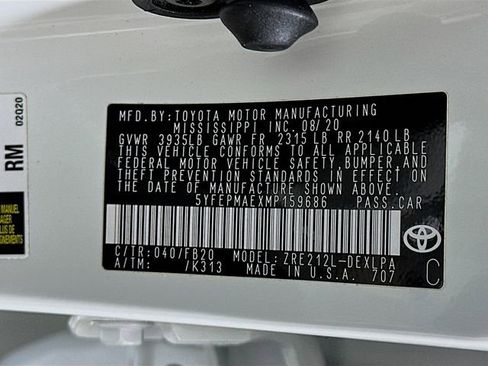 MFD.BY:TOYOTA MOTOR MANUFACTURING
MISSISSIPPI INC.08/20
GVWR 3935LB GAWR FR 2315 LB RR 2140LB
THIS VEHICLE CONFORMS TO ALL APPLICABLE
FEDERAL MOTOR VEHICLE SAFETY,BUMPER,AND
THEFT PREVENTION STANDARDS IN EFFECT ON
THE DATE OF MANUFACTURE SHOWN ABOVE.
5YFEPMAEXMP159686 PASS.CAR
C/TR:040/FB20 MODEL:ZRE212L-DEXLPA
A/TM: /K313 MADE IN U.S.A. 707
C
02020
RM
MANUEL